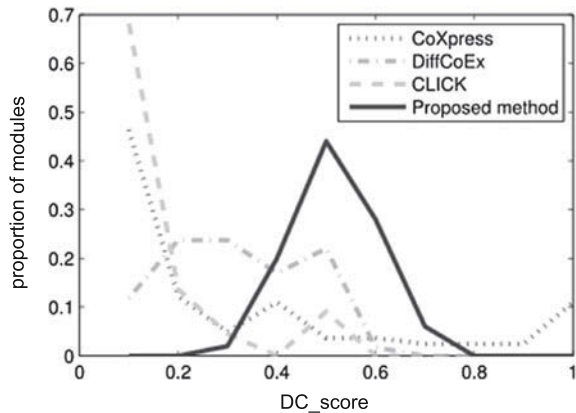 0.7
0.6
0.5
0.4
0.3
0.2
0.1
0
proportion of modules
CoXpress
DiffCoEx
CLICK
Proposed method
0 0.2 0.4 0.6 0.8 1
DC_score